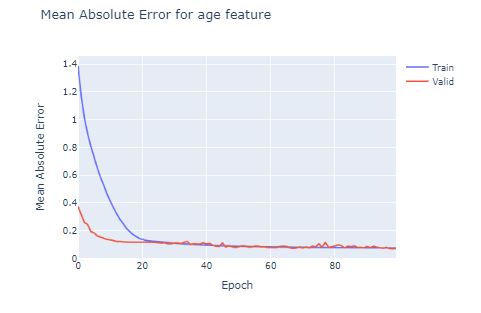 Mean Absolute Error for age feature
Train
Valid
Mean Absolute Error
1.4
1.2
1
0.8
0.6
0.4
0.2
0
0
20
40
60
80
Epoch